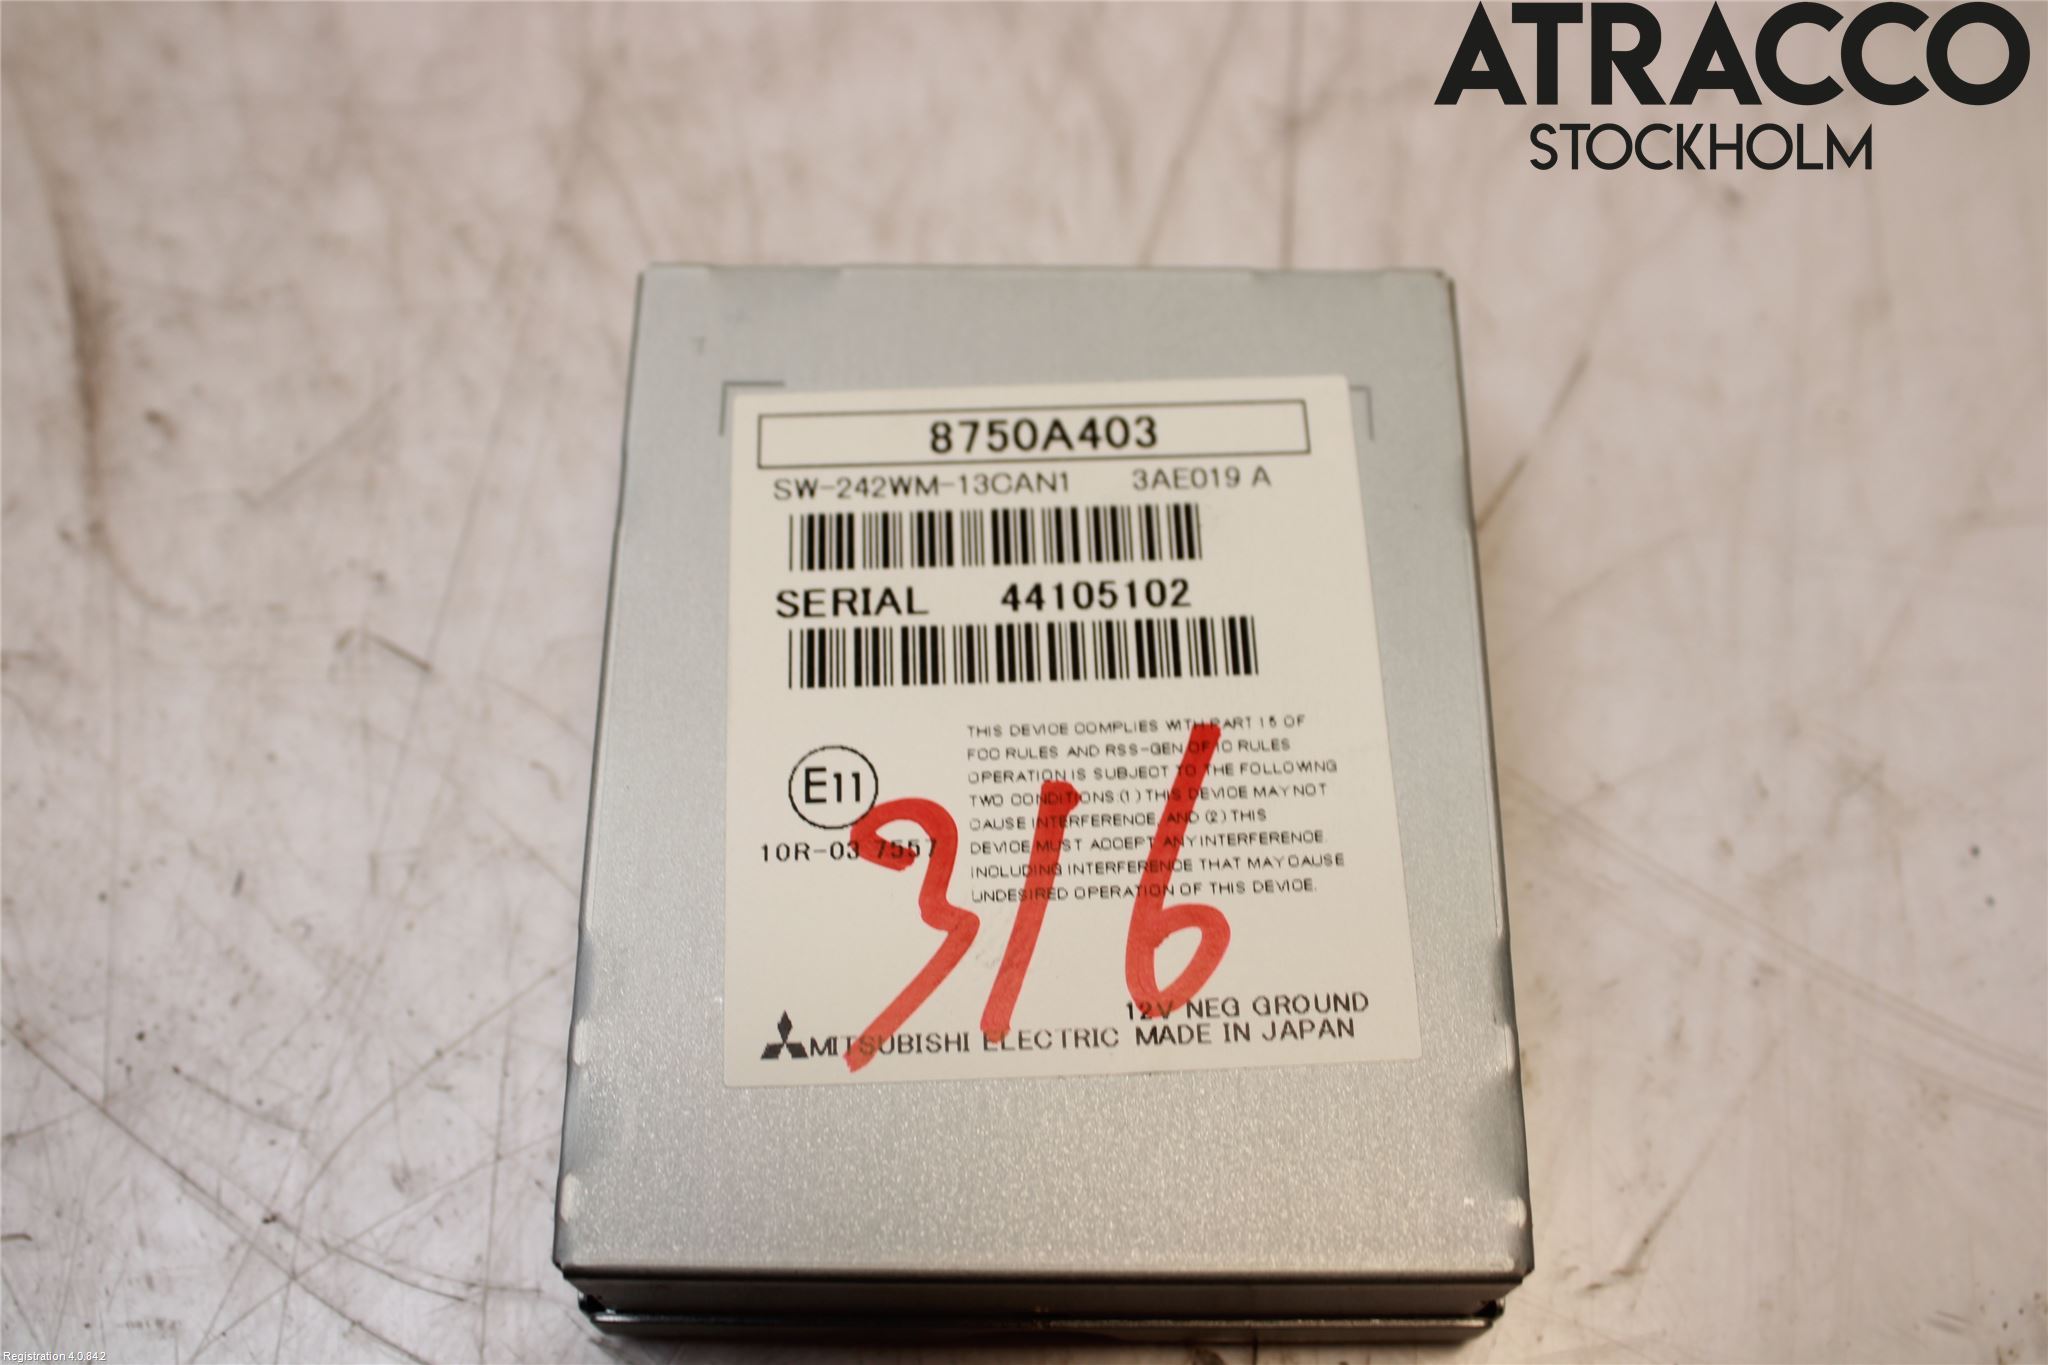 ATRACCO
STOCKHOLM
8750A403
SW-242WM-13CAN1 3AE019 A
SERIAL 44105102
THIS DEVICE COMPLIES WITH PART 15 OF
FCC RULES AND RSS-GEN OF IC RULES
OPERATION IS SUBJECT TO THE FOLLOWING
TWO CONDITIONS:(1) THIS DEVICE MAY NOT
CAUSE INTERFERENCE, AND (2) THIS
DEVICE MUST ACCEPT ANY INTERFERENCE.
INCLUDING INTERFERENCE THAT MAY CAUSE
UNDESIRED OPERATION OF THIS DEVICE.
E11
10R-03 7557
316
12V NEG GROUND
MITSUBISHI ELECTRIC MADE IN JAPAN
Registration 4.0.84.2